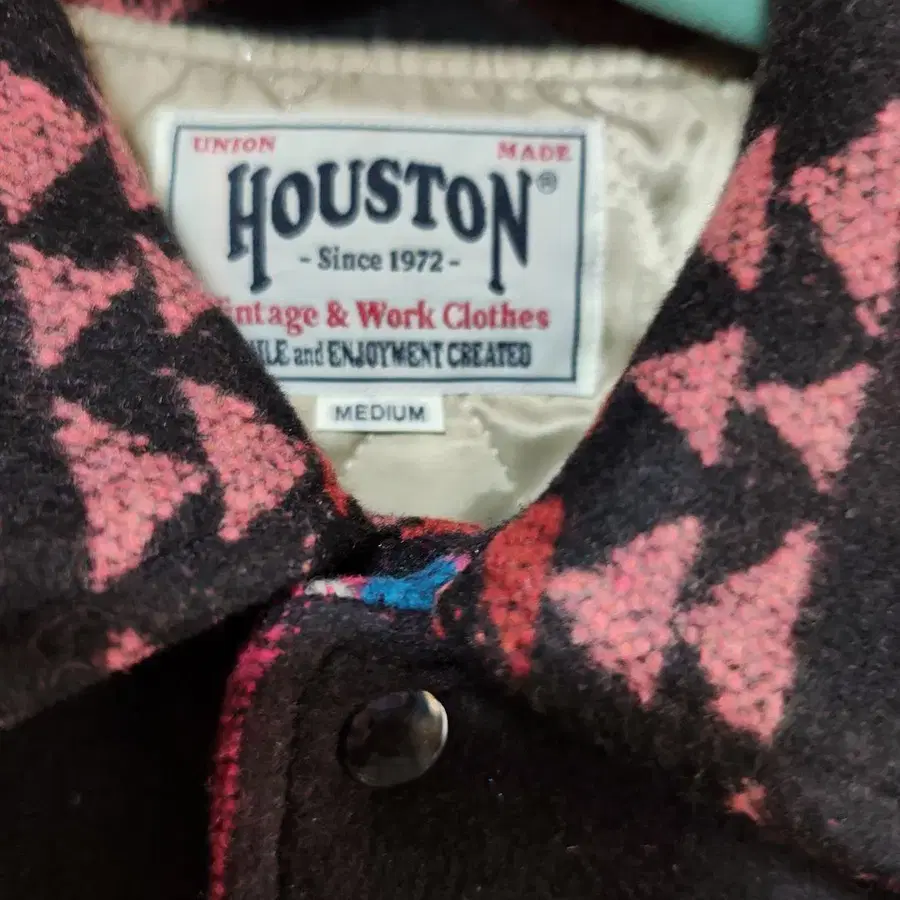 UNION MADE
HOUSTON®
- Since 1972 -
intage & Work Clothes
ILE and ENJOYMENT CREATED
MEDIUM